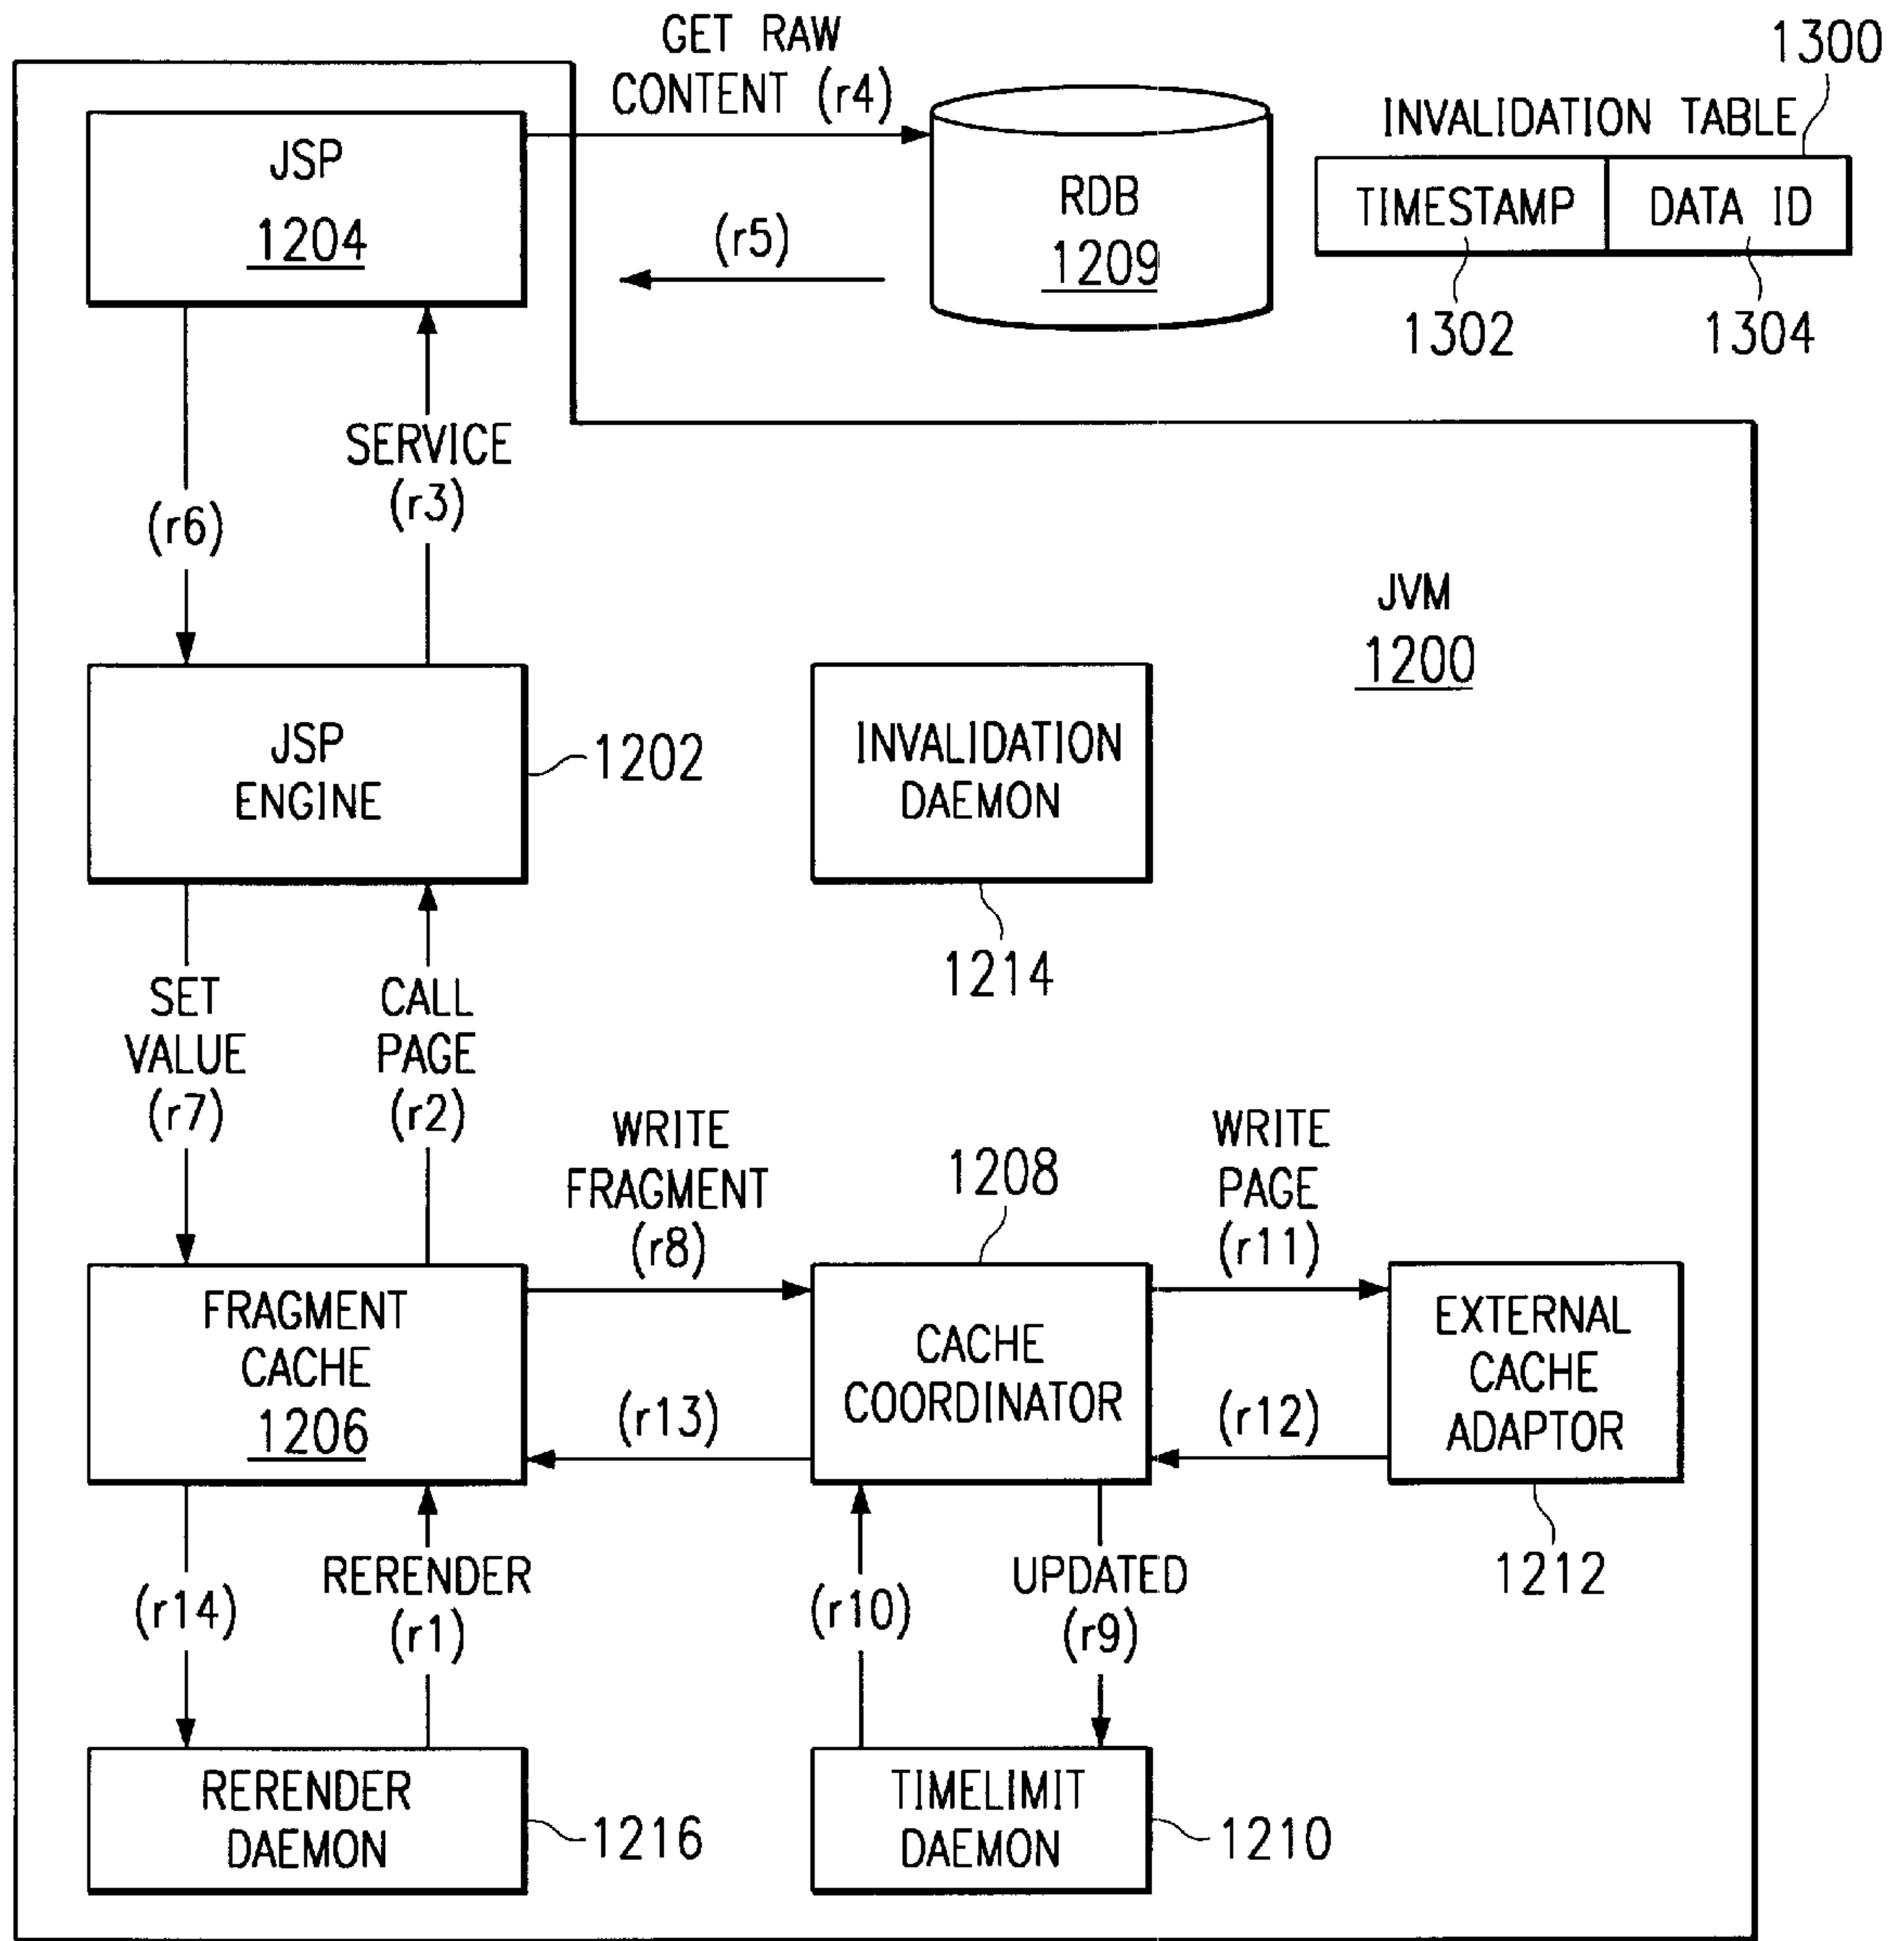 GET RAW
CONTENT (r4)
1300
INVALIDATION TABLE
JSP
1204
RDB
1209
TIMESTAMP
DATA ID
(r5)
1302
1304
SERVICE
(r3)
(r6)
JVM
1200
JSP
ENGINE
1202
INVALIDATION
DAEMON
1214
SET
VALUE
(r7)
CALL
PAGE
(r2)
WRITE
FRAGMENT
(r8)
1208
WRITE
PAGE
(r11)
FRAGMENT
CACHE
1206
CACHE
COORDINATOR
EXTERNAL
CACHE
ADAPTOR
(r13)
(r12)
1212
(r14)
RERENDER
(r1)
(r10)
UPDATED
(r9)
RERENDER
DAEMON
1216
TIMELIMIT
DAEMON
1210